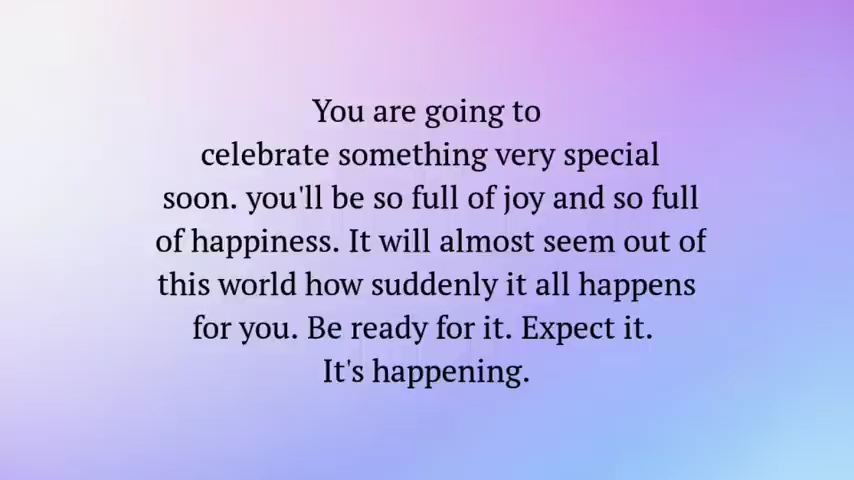 You are going to
celebrate something very special
soon. you'll be so full of joy and so full
of happiness. It will almost seem out of
this world how suddenly it all happens
for you. Be ready for it. Expect it.
It's happening.